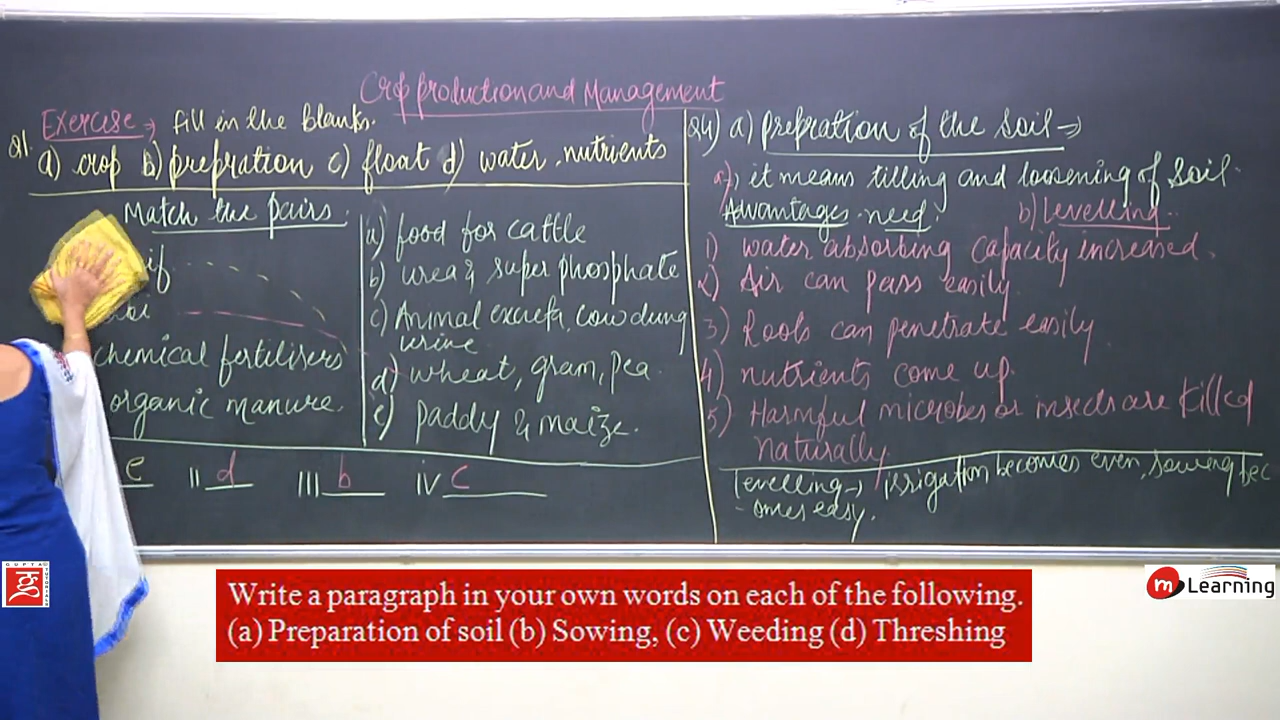 Crop production and Management
Exercise → fill in the blanks.
Q1. a) crop b) prepration c) float d) water, nutrients
Match the pairs.
if
chemical fertilisers
organic manure.
a) food for cattle
b) urea & super phosphate
c) Animal excreta, cow dung
urine
d) wheat, gram, pea.
e) paddy & maize.
e ii d iii b iv c
Q4) a) prepration of the soil →
a → it means tilling and loosening of soil.
Advantages. need. b) levelling.
1) water absorbing capacity increased.
2) Air can pass easily.
3) Roots can penetrate easily
4) nutrients come up.
5) Harmful microbes or insects are killed
naturally.
levelling → irrigation becomes even, sowing bec
-omes easy.
GUPTA TUTORIALS
m Learning
Write a paragraph in your own words on each of the following.
(a) Preparation of soil (b) Sowing, (c) Weeding (d) Threshing